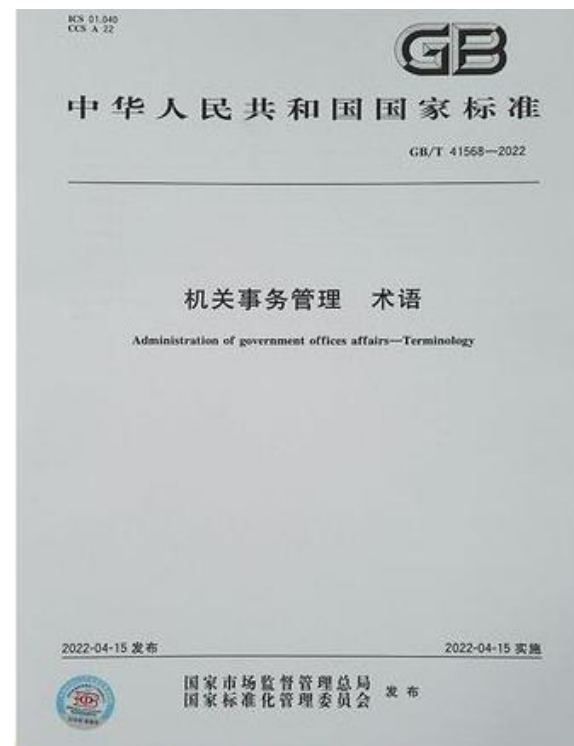 ICS 01.040
CCS A 22
GB
中华人民共和国国家标准
GB/T 41568—2022
机关事务管理 术语
Administration of government offices affairs—Terminology
2022-04-15 发布
2022-04-15 实施
国家市场监督管理总局
国家标准化管理委员会
发布